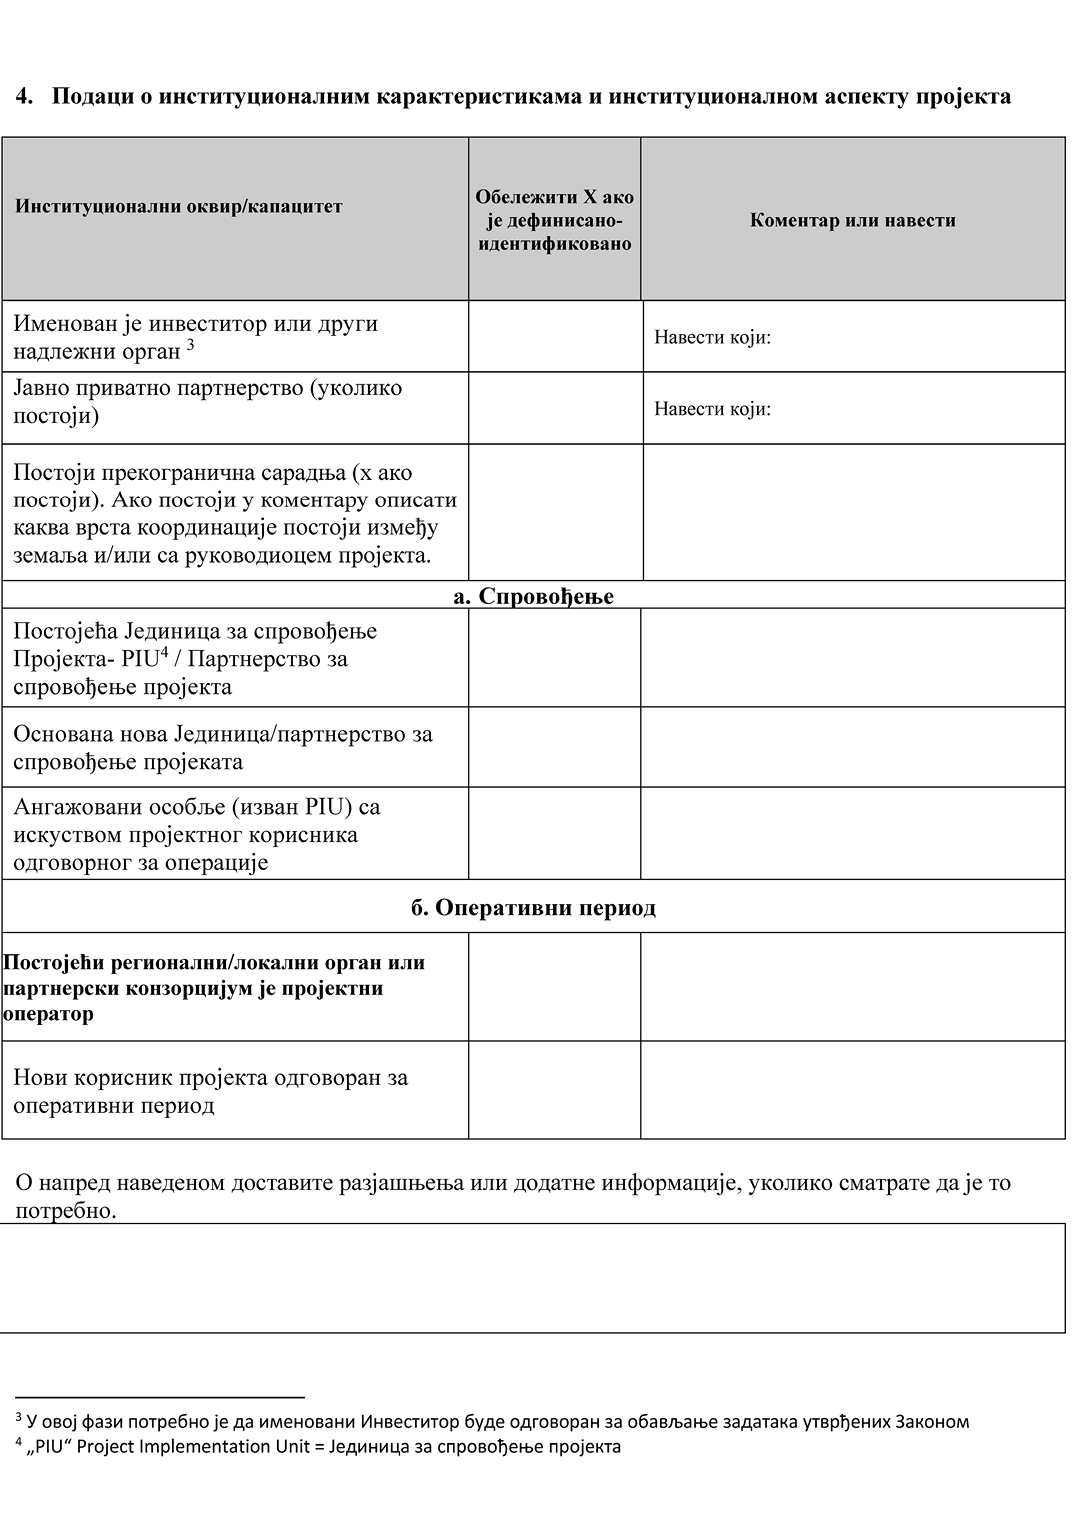 4. Подаци о институционалним карактеристикама и институционалном аспекту пројекта
Институционални оквир/капацитет
Обележити X ако
је дефинисано-
идентификовано
Коментар или навести
Именован је инвеститор или други
надлежни орган 3
Навести који:
Јавно приватно партнерство (уколико
постоји)
Навести који:
Постоји прекогранична сарадња (х ако
постоји). Ако постоји у коментару описати
каква врста координације постоји између
земаља и/или са руководиоцем пројекта.
а. Спровођење
Постојећа Јединица за спровођење
Пројекта- PIU4 / Партнерство за
спровођење пројекта
Основана нова Јединица/партнерство за
спровођење пројеката
Ангажовани особље (изван PIU) са
искуством пројектног корисника
одговорног за операције
б. Оперативни период
Постојећи регионални/локални орган или
партнерски конзорцијум је пројектни
оператор
Нови корисник пројекта одговоран за
оперативни период
О напред наведеном доставите разјашњења или додатне информације, уколико сматрате да је то
потребно.
3 У овој фази потребно је да именовани Инвеститор буде одговоран за обављање задатака утврђених Законом
4 „PIU“ Project Implementation Unit = Јединица за спровођење пројекта